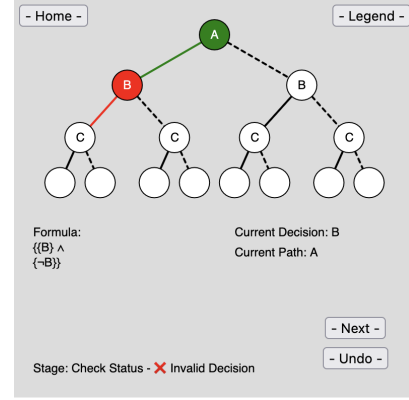 - Home -
- Legend -
A
B
B
C
C
C
C
Formula:
{{B} ∧
{¬B}}
Current Decision: B
Current Path: A
- Next -
- Undo -
Stage: Check Status - ❌ Invalid Decision